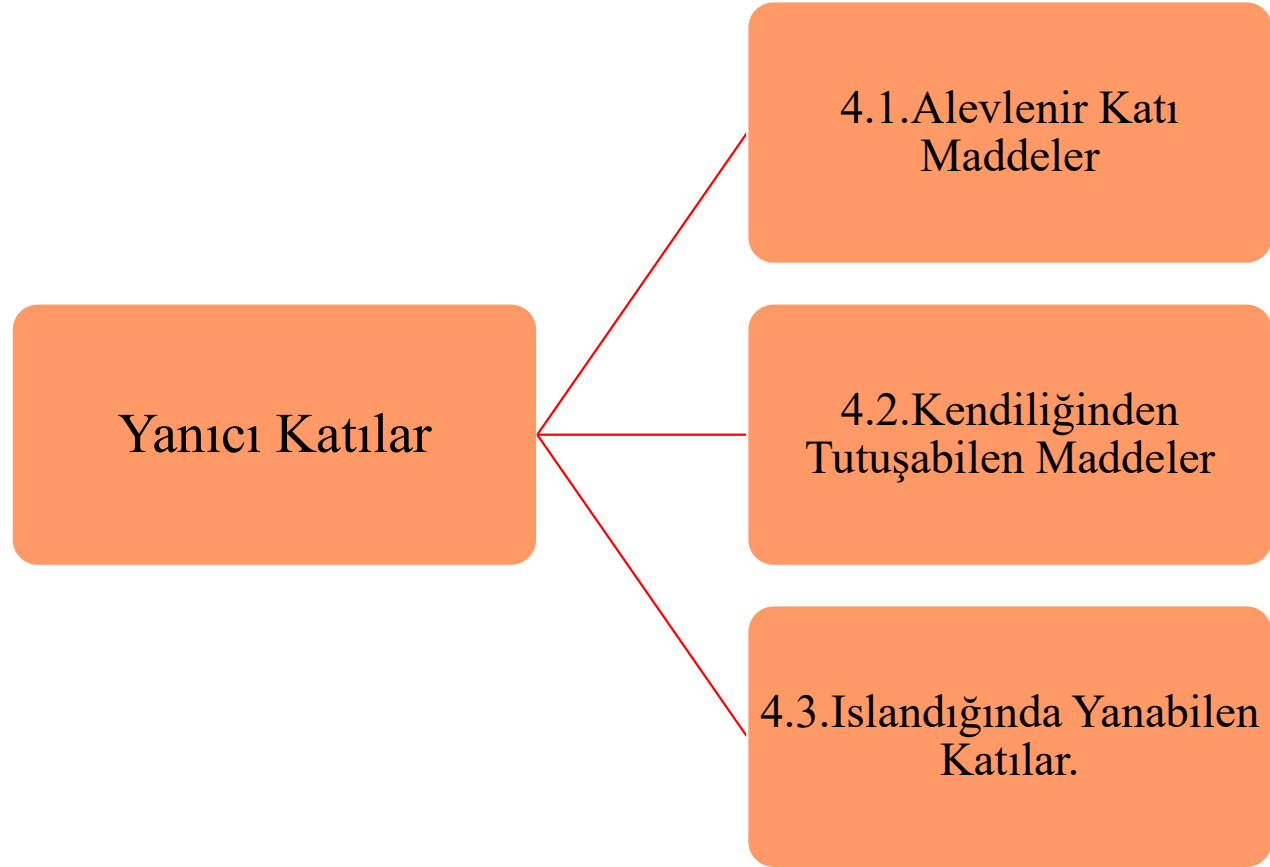 4.1.Alevlenir Katı
Maddeler
Yanıcı Katılar
4.2.Kendiliğinden
Tutuşabilen Maddeler
4.3.Islandığında Yanabilen
Katılar.